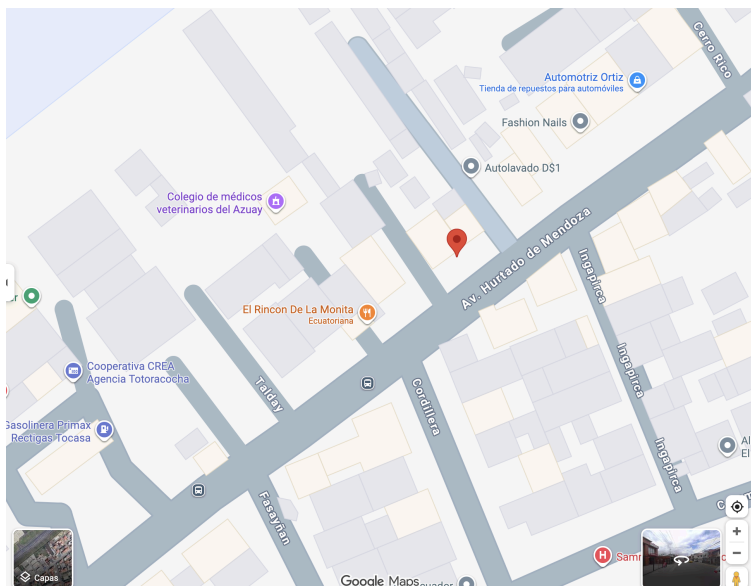 Cerro Rico
Automotriz Ortiz
Tienda de repuestos para automóviles
Fashion Nails
Autolavado D$1
Colegio de médicos
veterinarios del Azuay
Av. Hurtado de Mendoza
Ingapirca
El Rincon De La Monita
Ecuatoriana
Ingapirca
Cooperativa CREA
Agencia Totoracocha
Talday
Cordillera
Gasolinera Primax
Rectigas Tocasa
Ingapirca
Fasayñan
Capas
Google Maps